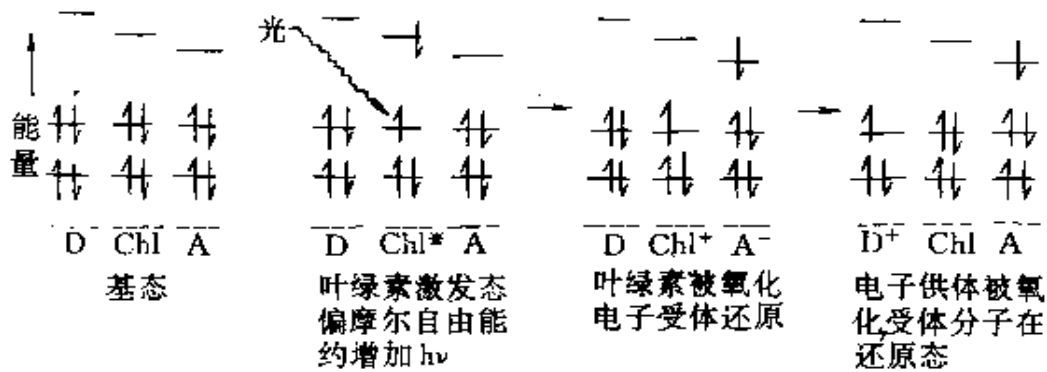 光
能
量
D Chl A
D Chl* A
D Chl⁺ A⁻
D⁺ Chl A
基态
叶绿素激发态
偏摩尔自由能
约增加 hν
叶绿素被氧化
电子受体还原
电子供体被氧
化受体分子在
还原态